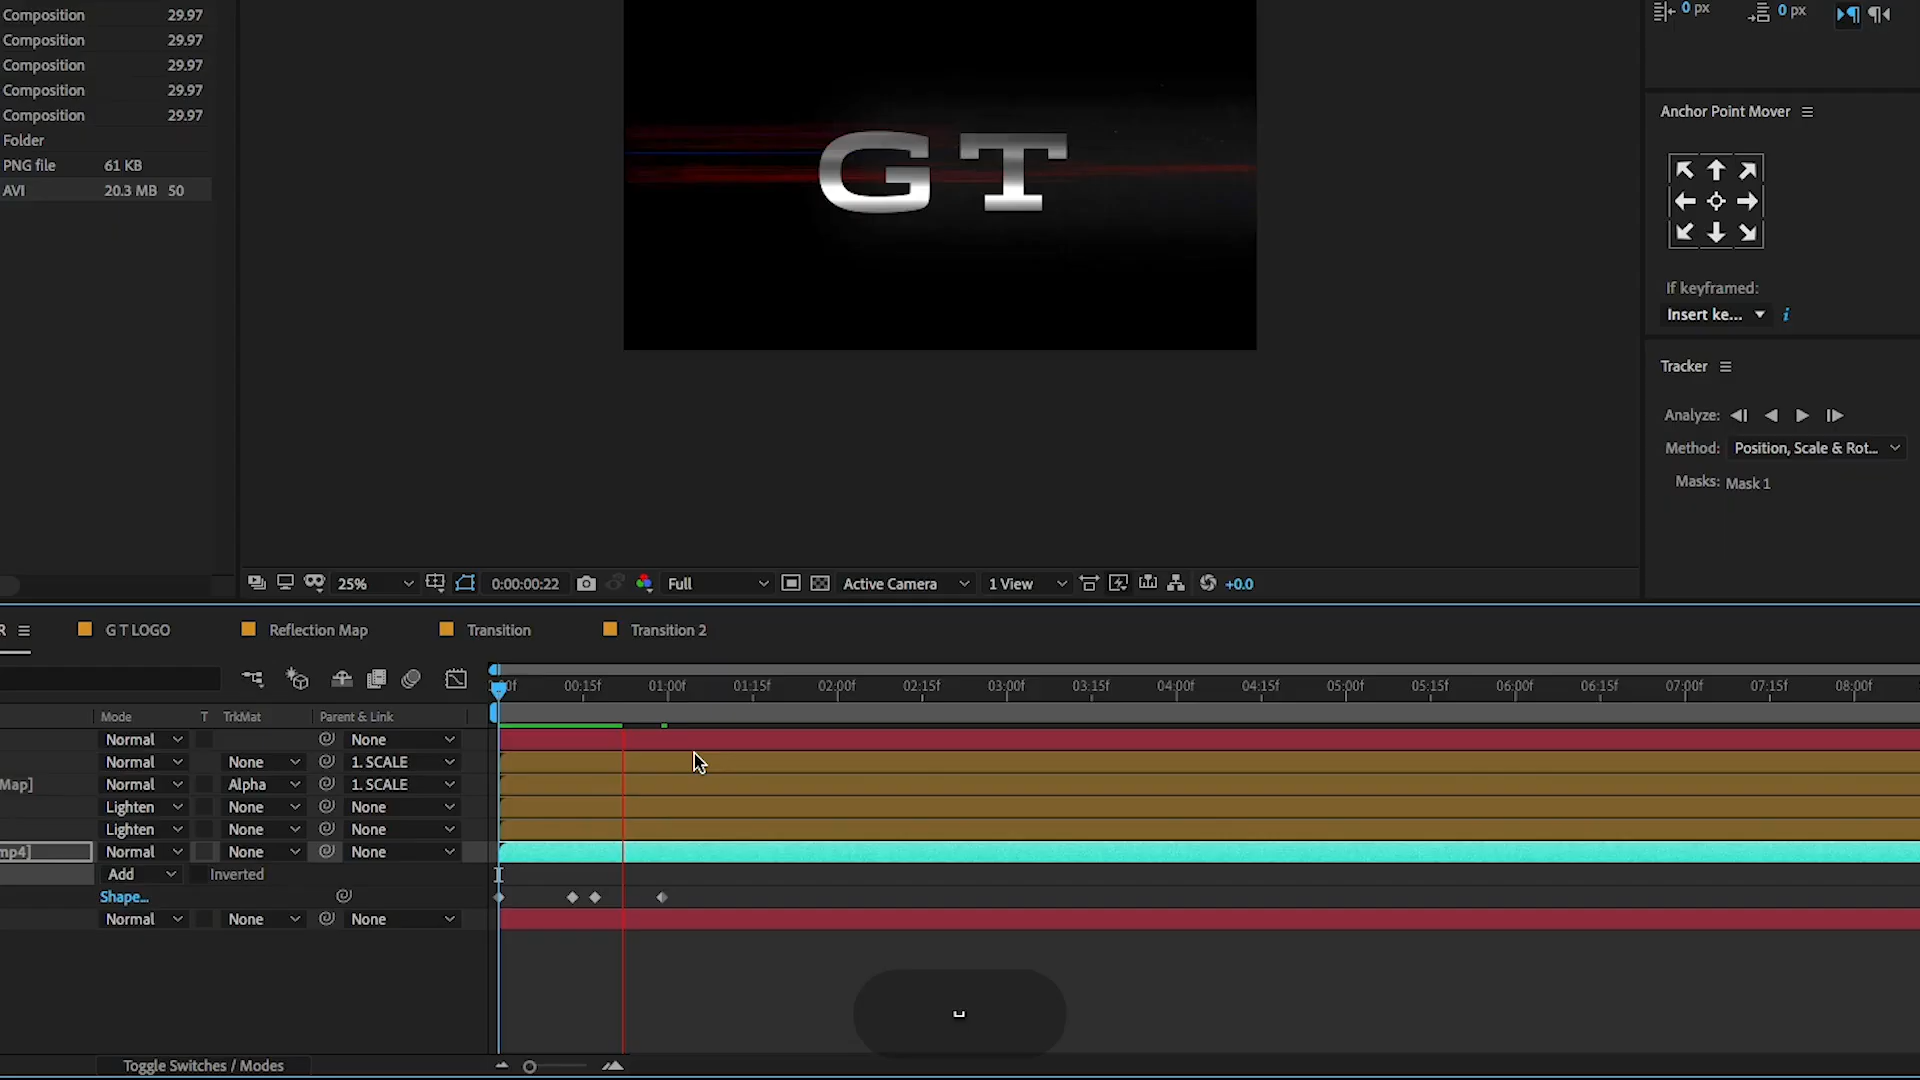 Composition 29.97
Composition 29.97
Composition 29.97
Composition 29.97
Composition 29.97
Folder
PNG file 61 KB
AVI 20.3 MB 50
GT
0 px 0 px
Anchor Point Mover
If keyframed:
Insert ke...
Tracker
Analyze:
Method: Position, Scale & Rot...
Masks: Mask 1
25% 0:00:00:22 Full Active Camera 1 View +0.0
R G T LOGO Reflection Map Transition Transition 2
00:15f 01:00f 01:15f 02:00f 02:15f 03:00f 03:15f 04:00f 04:15f 05:00f 05:15f 06:00f 06:15f 07:00f 07:15f 08:00f
Mode T TrkMat Parent & Link
Normal None
Normal None 1. SCALE
Map] Normal Alpha 1. SCALE
Lighten None None
Lighten None None
mp4] Normal None None
Add Inverted
Shape...
Normal None None
Toggle Switches / Modes